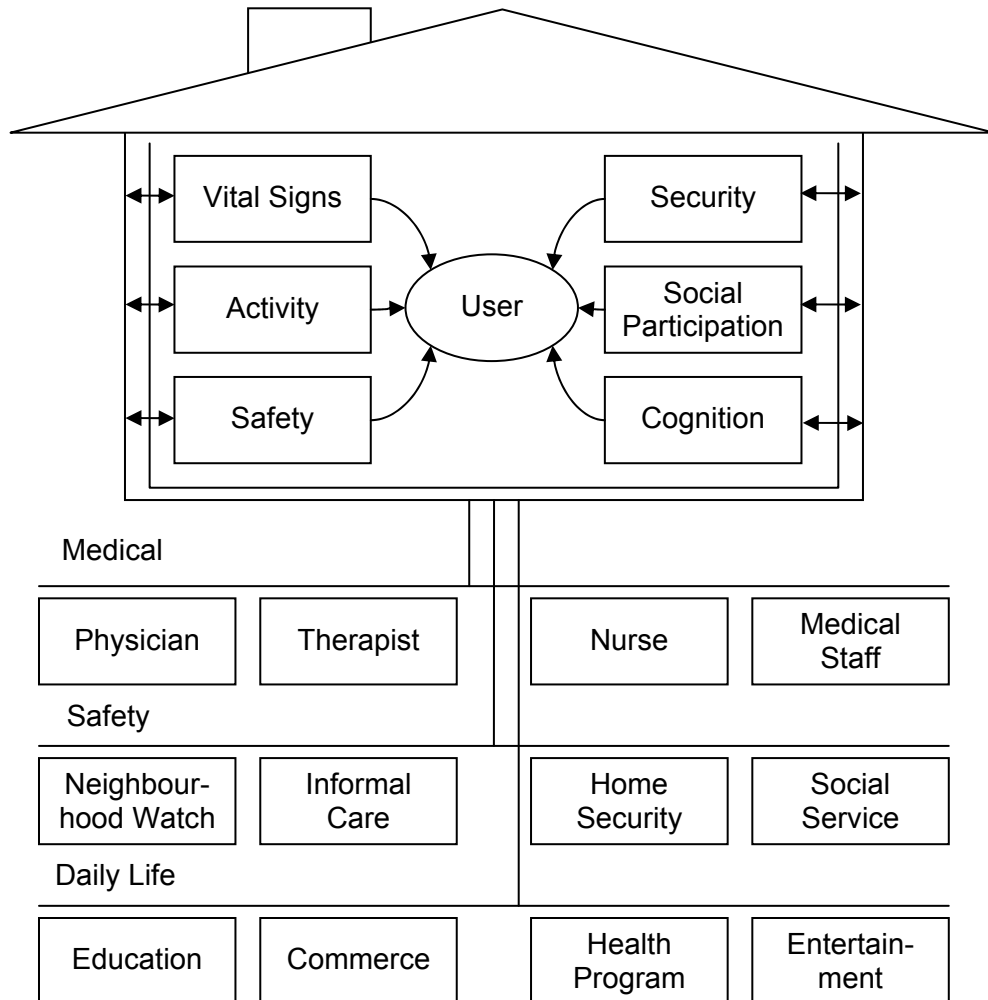 Vital Signs
Security
Activity
User
Social
Participation
Safety
Cognition
Medical
Physician
Therapist
Nurse
Medical
Staff
Safety
Neighbour-
hood Watch
Informal
Care
Home
Security
Social
Service
Daily Life
Education
Commerce
Health
Program
Entertain-
ment